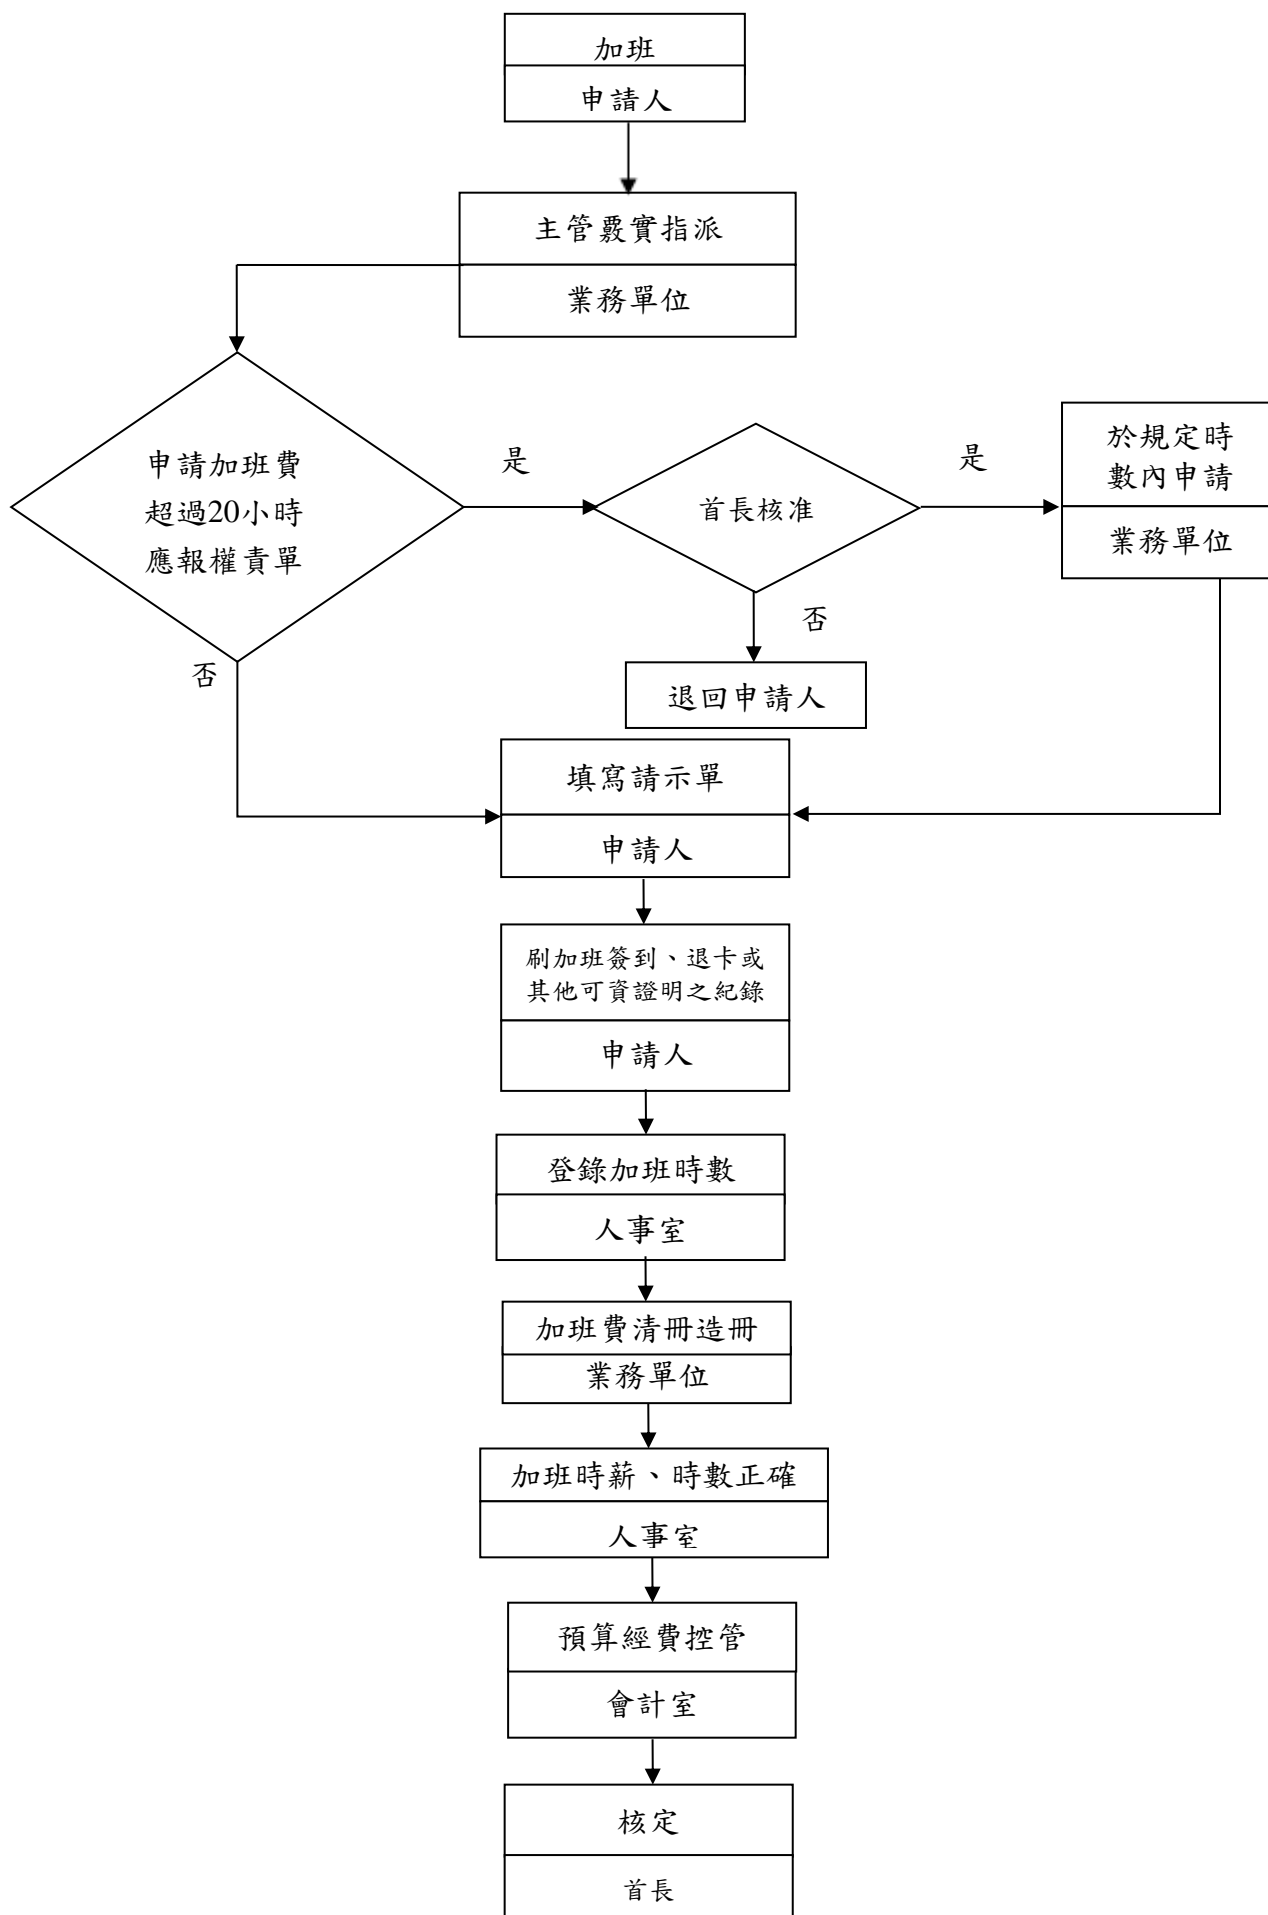 加班
申請人
主管覈實指派
業務單位
申請加班費
超過20小時
應報權責單
是
首長核准
是
於規定時
數內申請
業務單位
否
否
退回申請人
填寫請示單
申請人
刷加班簽到、退卡或
其他可資證明之紀錄
申請人
登錄加班時數
人事室
加班費清冊造冊
業務單位
加班時薪、時數正確
人事室
預算經費控管
會計室
核定
首長